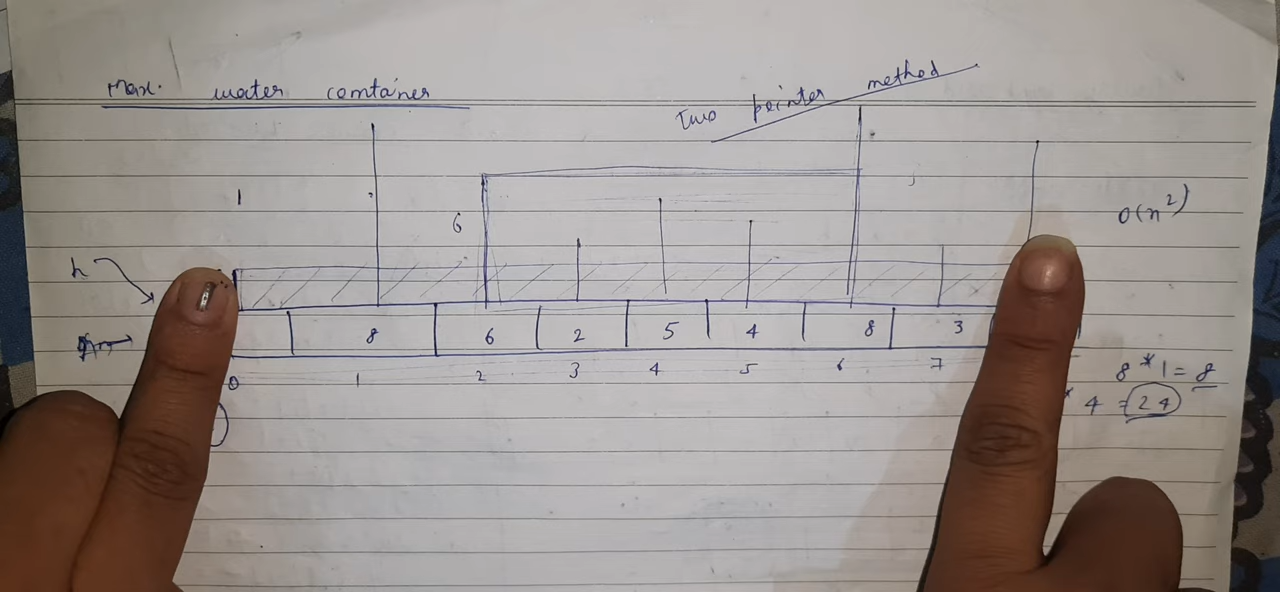 Max. water container
Two pointer method
1
6
O(n²)
h
8 6 2 5 4 8 3
0 1 2 3 4 5 6 7
8 * 1 = 8
* 4 = 24